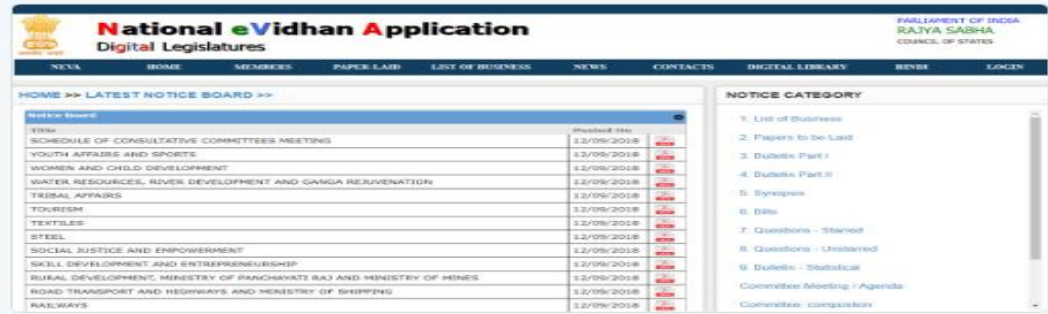 National eVidhan Application
Digital Legislatures
PARLIAMENT OF INDIA
RAJYA SABHA
COUNCIL OF STATES
NEVA HOME MEMBERS PAPER LAID LIST OF BUSINESS NEWS CONTACTS DIGITAL LIBRARY HINDI LOGIN
HOME >> LATEST NOTICE BOARD >>
Notice Board
Title Posted On
SCHEDULE OF CONSULTATIVE COMMITTEES MEETING 12/09/2018
YOUTH AFFAIRS AND SPORTS 12/09/2018
WOMEN AND CHILD DEVELOPMENT 12/09/2018
WATER RESOURCES, RIVER DEVELOPMENT AND GANGA REJUVENATION 12/09/2018
TRIBAL AFFAIRS 12/09/2018
TOURISM 12/09/2018
TEXTILES 12/09/2018
STEEL 12/09/2018
SOCIAL JUSTICE AND EMPOWERMENT 12/09/2018
SKILL DEVELOPMENT AND ENTREPRENEURSHIP 12/09/2018
RURAL DEVELOPMENT, MINISTRY OF PANCHAYATI RAJ AND MINISTRY OF MINES 12/09/2018
ROAD TRANSPORT AND HIGHWAYS AND MINISTRY OF SHIPPING 12/09/2018
RAILWAYS 12/09/2018
NOTICE CATEGORY
1. List of Business
2. Papers to be Laid
3. Bulletin Part I
4. Bulletin Part II
5. Synopsis
6. Bills
7. Questions - Starred
8. Questions - Unstarred
9. Bulletin - Statistical
Committee Meeting / Agenda
Committee composition